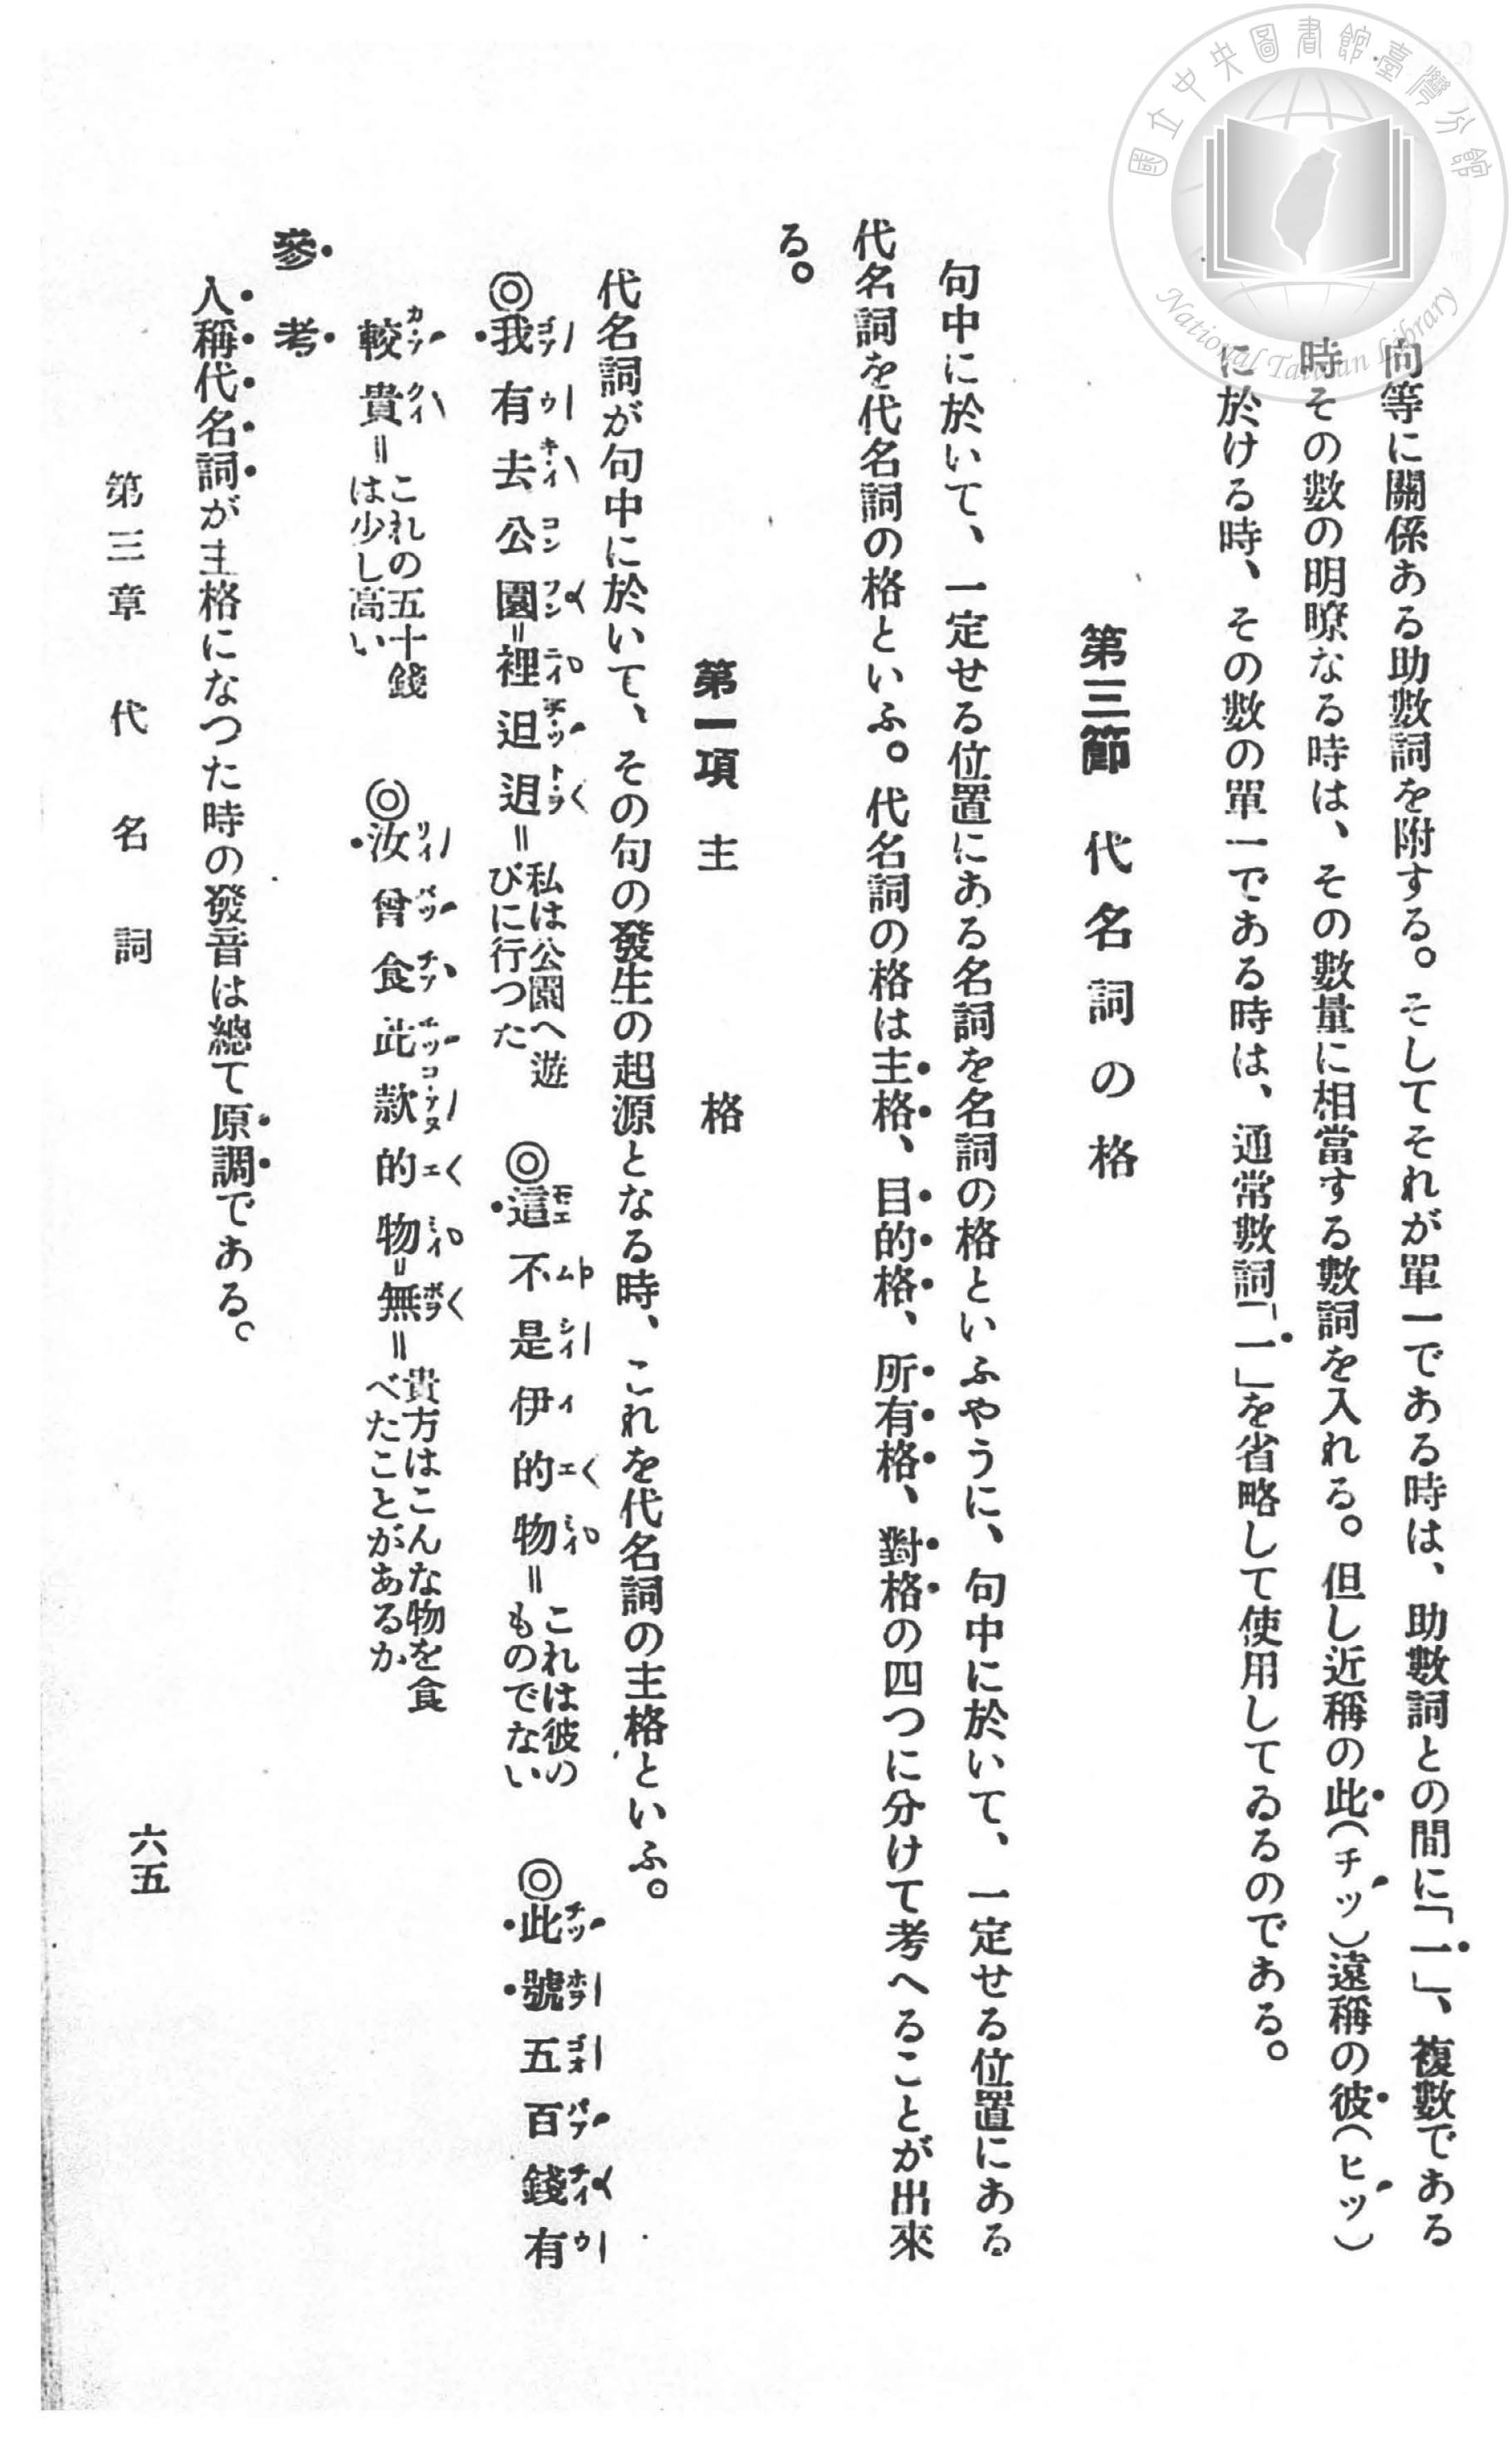 國立中央圖書館臺灣分館
National Taiwan Library
向等に關係ある助數詞を附する。そしてそれが單一である時は、助數詞との間に「一」、複數である
時その數の明瞭なる時は、その數量に相當する數詞を入れる。但し近稱の此(チッ)遠稱の彼(ヒッ)
に於ける時、その數の單一である時は、通常數詞「一」を省略して使用してゐるのである。
第三節 代名詞の格
句中に於いて、一定せる位置にある名詞を名詞の格といふやうに、句中に於いて、一定せる位置にある
代名詞を代名詞の格といふ。代名詞の格は主格、目的格、所有格、對格の四つに分けて考へることが出來
る。
第一項 主格
代名詞が句中に於いて、その句の發生の起源となる時、これを代名詞の主格といふ。
◎我有去公園裡𨑨迌=私は公園へ遊びに行つた ◎這不是伊的物=これは彼のものでない ◎此號五百錢有
較貴=これの五十錢は少し高い ◎汝曾食此款的物無=貴方はこんな物を食べたことがあるか
參考
人稱代名詞が主格になつた時の發音は總て原調である。
第三章 代名詞
六五